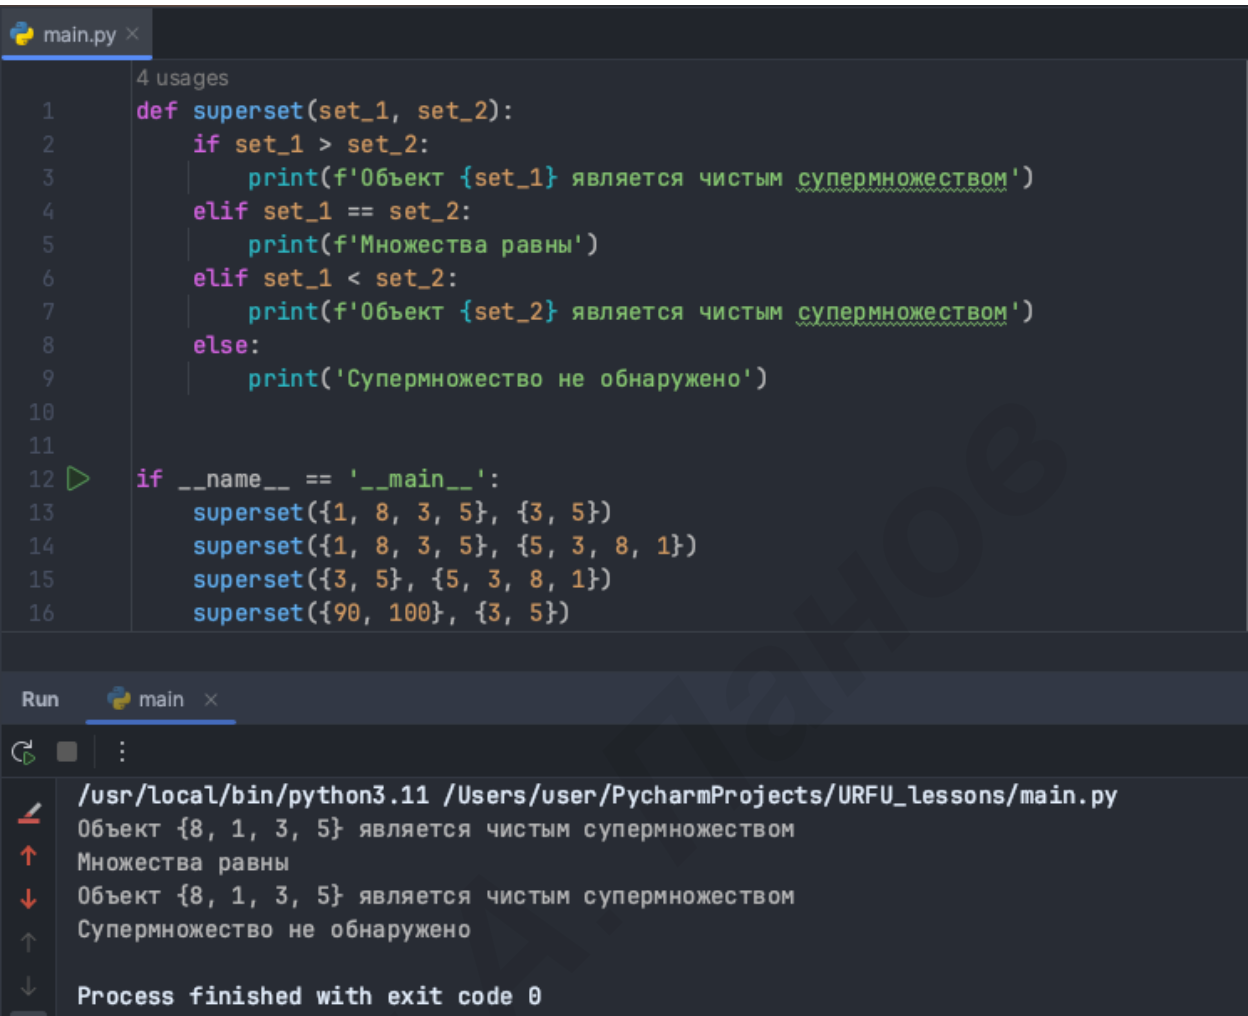 main.py
4 usages
1 def superset(set_1, set_2):
2     if set_1 > set_2:
3         print(f'Объект {set_1} является чистым супермножеством')
4     elif set_1 == set_2:
5         print(f'Множества равны')
6     elif set_1 < set_2:
7         print(f'Объект {set_2} является чистым супермножеством')
8     else:
9         print('Супермножество не обнаружено')
10
11
12 if __name__ == '__main__':
13     superset({1, 8, 3, 5}, {3, 5})
14     superset({1, 8, 3, 5}, {5, 3, 8, 1})
15     superset({3, 5}, {5, 3, 8, 1})
16     superset({90, 100}, {3, 5})
Run main
/usr/local/bin/python3.11 /Users/user/PycharmProjects/URFU_lessons/main.py
Объект {8, 1, 3, 5} является чистым супермножеством
Множества равны
Объект {8, 1, 3, 5} является чистым супермножеством
Супермножество не обнаружено
Process finished with exit code 0
А. Панов